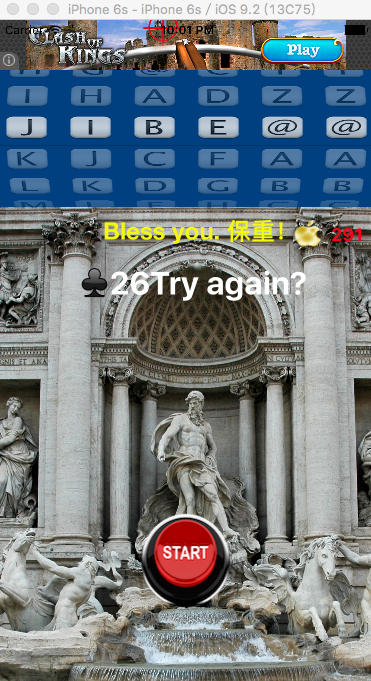 iPhone 6s - iPhone 6s / iOS 9.2 (13C75)
10:01 PM
CLASH OF KINGS
Play
I H A D Z Z
J I B E @ @
K J C F A A
L K D G B B
Bless you. 保重! 291
♣26Try again?
START